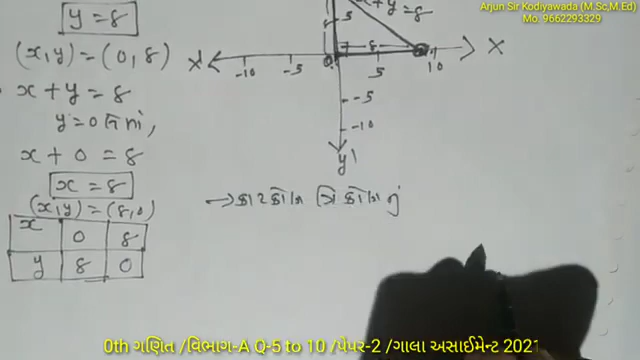 Arjun Sir Kodiyawada (M.Sc,M.Ed)
Mo. 9662293329
y = 8
(x,y) = (0, 8)
x + y = 8
y = 0 લેતાં,
x + 0 = 8
x = 8
(x,y) = (8,0)
x 0 8
y 8 0
x+y=8
5
X' -10 -5 0 8 5 10 X
-5
-10
y'
→ કાટકોણ ત્રિકોણનું
0th ગણિત /વિભાગ-A Q-5 to 10 /પેપર-2 /ગાલા અસાઈમેન્ટ 2021